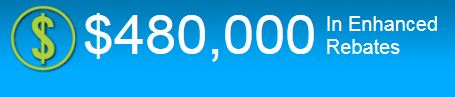 $
$480,000
In Enhanced
Rebates